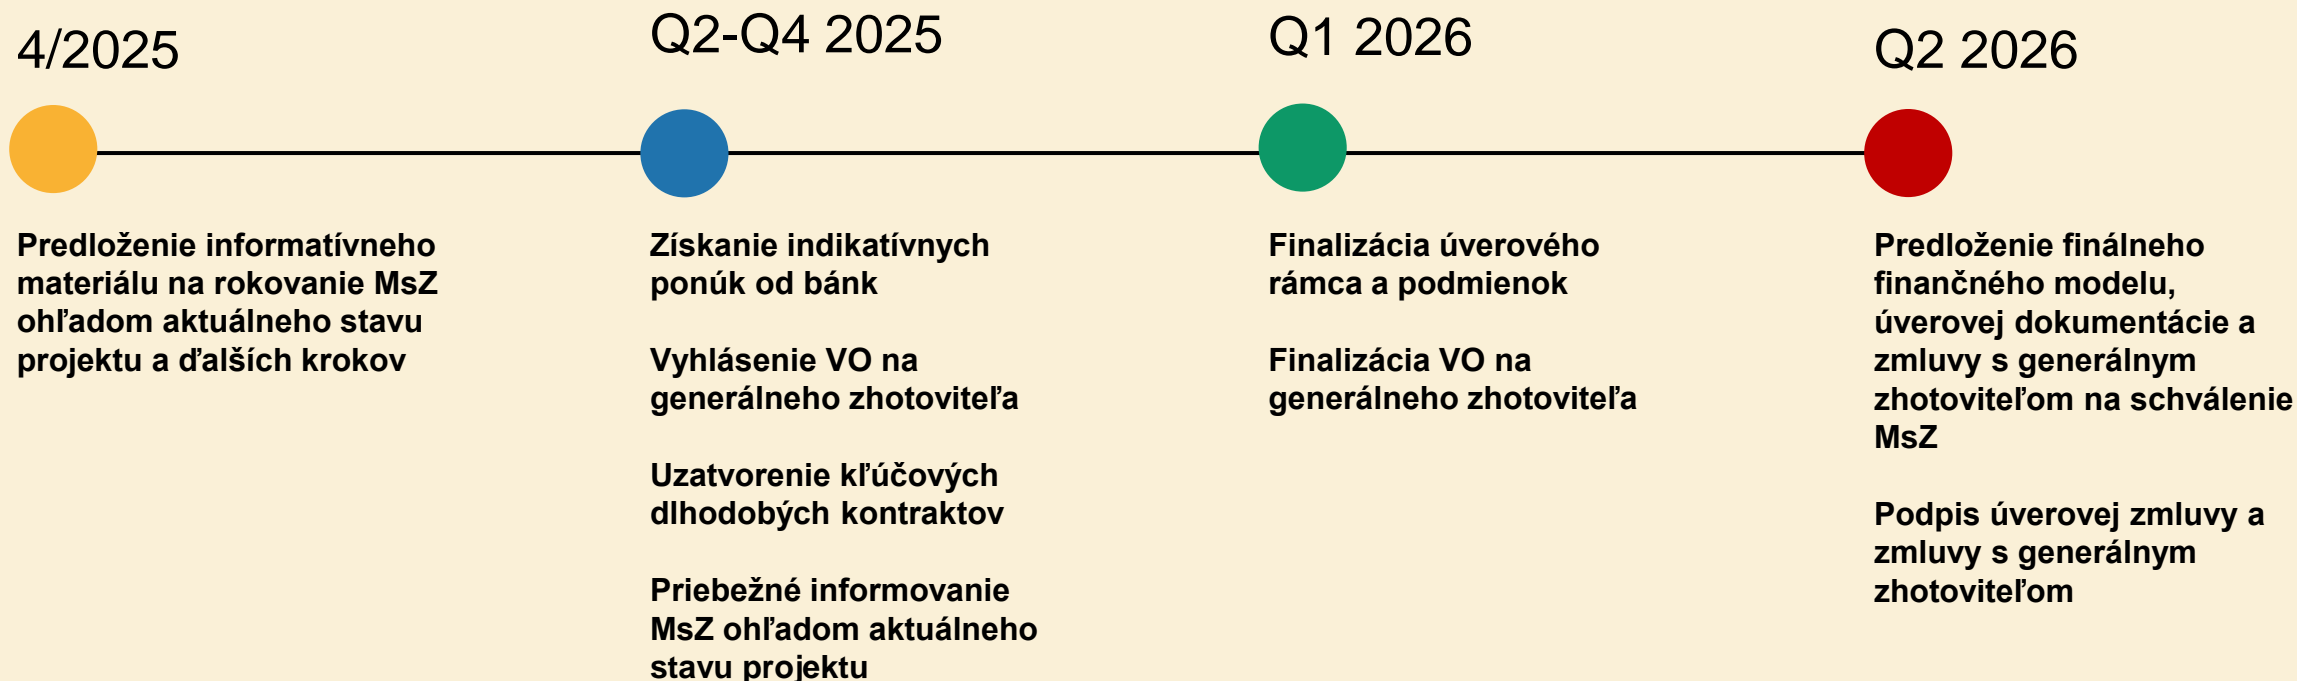 4/2025
Predloženie informatívneho
materiálu na rokovanie MsZ
ohľadom aktuálneho stavu
projektu a ďalších krokov
Q2-Q4 2025
Získanie indikatívnych
ponúk od bánk
Vyhlásenie VO na
generálneho zhotoviteľa
Uzatvorenie kľúčových
dlhodobých kontraktov
Priebežné informovanie
MsZ ohľadom aktuálneho
stavu projektu
Q1 2026
Finalizácia úverového
rámca a podmienok
Finalizácia VO na
generálneho zhotoviteľa
Q2 2026
Predloženie finálneho
finančného modelu,
úverovej dokumentácie a
zmluvy s generálnym
zhotoviteľom na schválenie
MsZ
Podpis úverovej zmluvy a
zmluvy s generálnym
zhotoviteľom